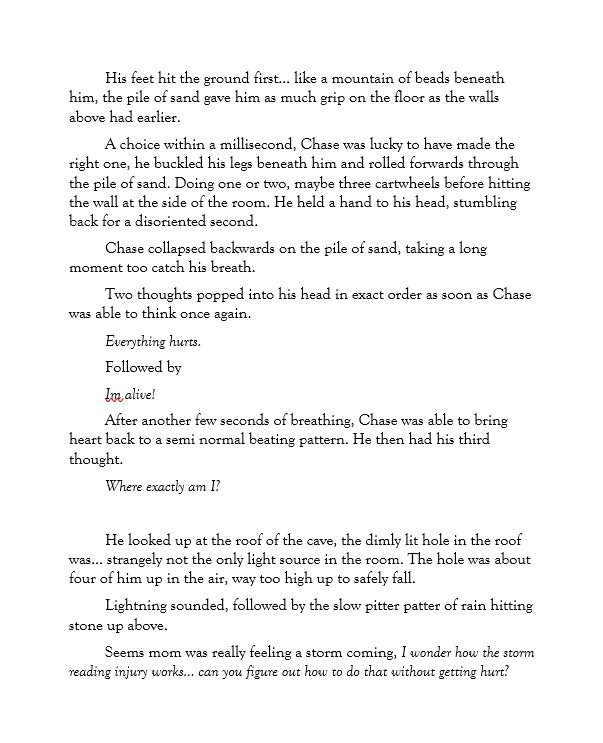 His feet hit the ground first... like a mountain of beads beneath
him, the pile of sand gave him as much grip on the floor as the walls
above had earlier.
A choice within a millisecond, Chase was lucky to have made the
right one, he buckled his legs beneath him and rolled forwards through
the pile of sand. Doing one or two, maybe three cartwheels before hitting
the wall at the side of the room. He held a hand to his head, stumbling
back for a disoriented second.
Chase collapsed backwards on the pile of sand, taking a long
moment too catch his breath.
Two thoughts popped into his head in exact order as soon as Chase
was able to think once again.
Everything hurts.
Followed by
Im alive!
After another few seconds of breathing, Chase was able to bring
heart back to a semi normal beating pattern. He then had his third
thought.
Where exactly am I?
He looked up at the roof of the cave, the dimly lit hole in the roof
was... strangely not the only light source in the room. The hole was about
four of him up in the air, way too high up to safely fall.
Lightning sounded, followed by the slow pitter patter of rain hitting
stone up above.
Seems mom was really feeling a storm coming, I wonder how the storm
reading injury works... can you figure out how to do that without getting hurt?